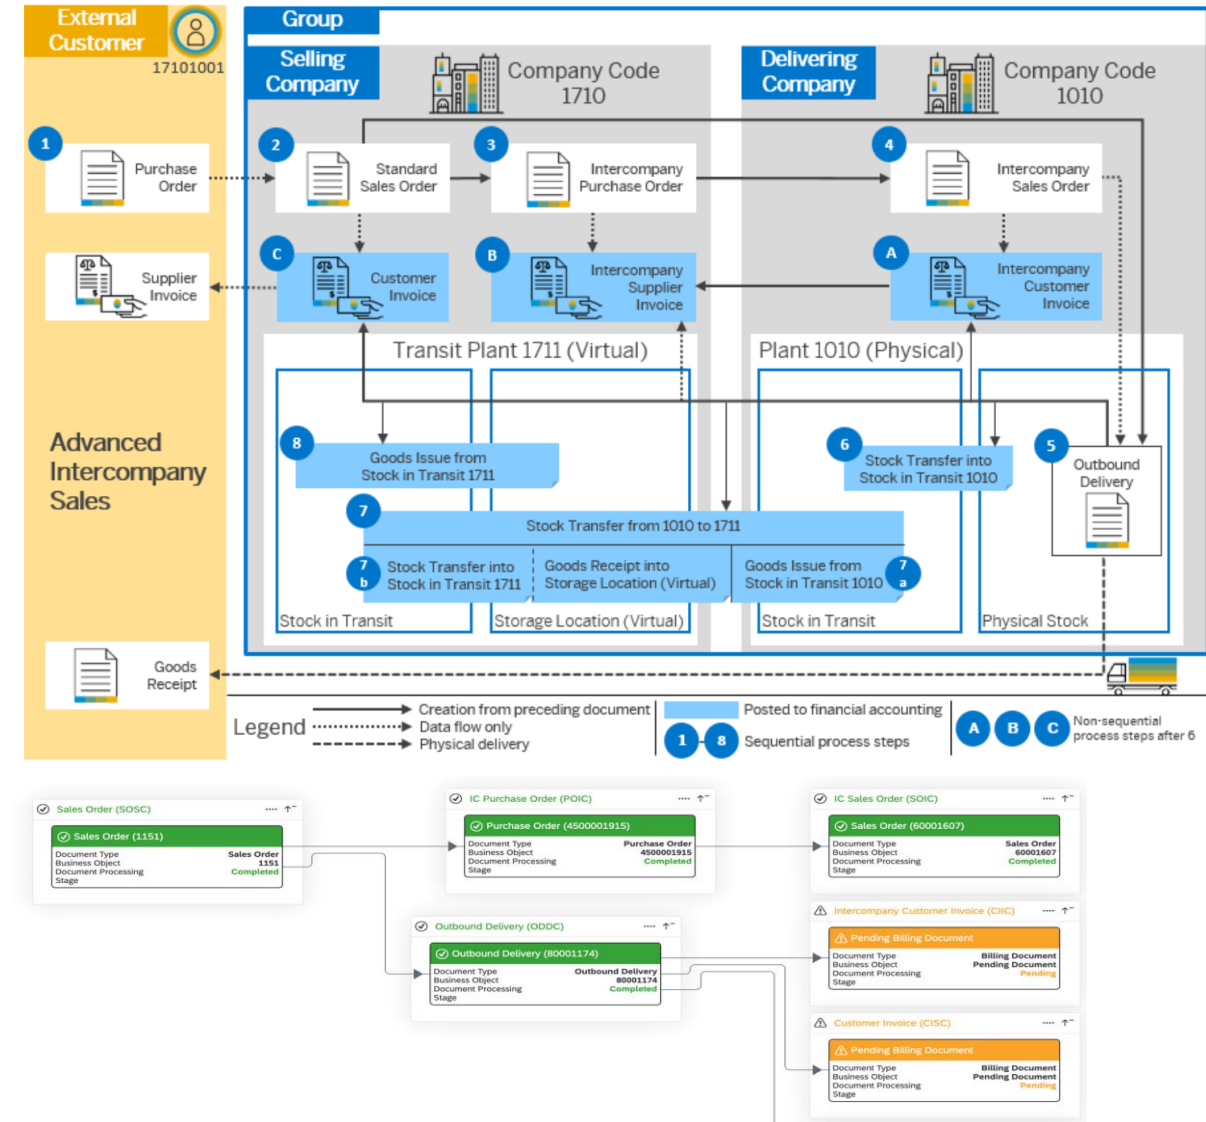 External
Customer
17101001
Group
Selling
Company
Company Code
1710
Delivering
Company
Company Code
1010
1
Purchase
Order
2
Standard
Sales Order
3
Intercompany
Purchase Order
4
Intercompany
Sales Order
Supplier
Invoice
C
Customer
Invoice
B
Intercompany
Supplier
Invoice
A
Intercompany
Customer
Invoice
Transit Plant 1711 (Virtual)
Plant 1010 (Physical)
Advanced
Intercompany
Sales
8
Goods Issue from
Stock in Transit 1711
6
Stock Transfer into
Stock in Transit 1010
5
Outbound
Delivery
7
Stock Transfer from 1010 to 1711
7
b
Stock Transfer into
Stock in Transit 1711
Goods Receipt into
Storage Location (Virtual)
Goods Issue from
Stock in Transit 1010
7
a
Stock in Transit
Storage Location (Virtual)
Stock in Transit
Physical Stock
Goods
Receipt
Legend
Creation from preceding document
Data flow only
Physical delivery
Posted to financial accounting
1 - 8 Sequential process steps
A B C
Non-sequential
process steps after 6
Sales Order (SOSC)
Sales Order (1151)
Document Type Sales Order
Business Object 1151
Document Processing Completed
Stage
IC Purchase Order (POIC)
Purchase Order (4500001915)
Document Type Purchase Order
Business Object 4500001915
Document Processing Completed
Stage
IC Sales Order (SOIC)
Sales Order (60001607)
Document Type Sales Order
Business Object 60001607
Document Processing Completed
Stage
Outbound Delivery (ODDC)
Outbound Delivery (80001174)
Document Type Outbound Delivery
Business Object 80001174
Document Processing Completed
Stage
Intercompany Customer Invoice (CIIC)
Pending Billing Document
Document Type Billing Document
Business Object Pending Document
Document Processing Pending
Stage
Customer Invoice (CISC)
Pending Billing Document
Document Type Billing Document
Business Object Pending Document
Document Processing Pending
Stage